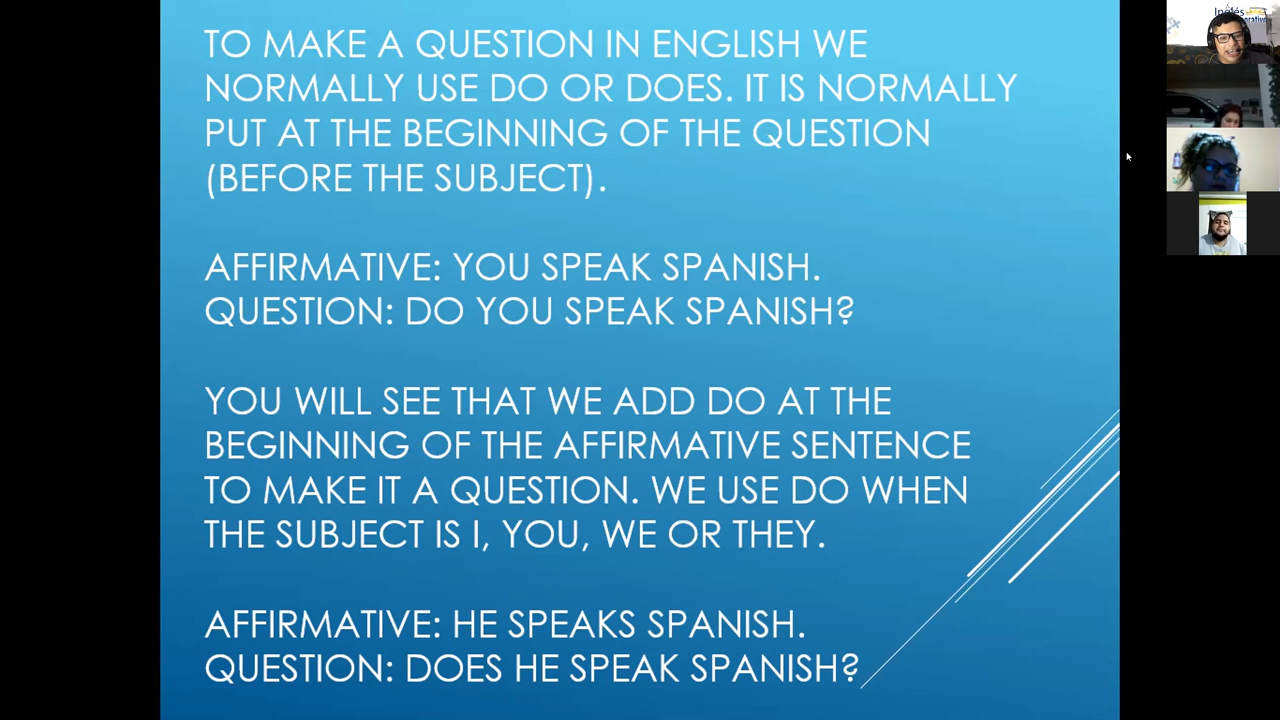 TO MAKE A QUESTION IN ENGLISH WE
NORMALLY USE DO OR DOES. IT IS NORMALLY
PUT AT THE BEGINNING OF THE QUESTION
(BEFORE THE SUBJECT).
AFFIRMATIVE: YOU SPEAK SPANISH.
QUESTION: DO YOU SPEAK SPANISH?
YOU WILL SEE THAT WE ADD DO AT THE
BEGINNING OF THE AFFIRMATIVE SENTENCE
TO MAKE IT A QUESTION. WE USE DO WHEN
THE SUBJECT IS I, YOU, WE OR THEY.
AFFIRMATIVE: HE SPEAKS SPANISH.
QUESTION: DOES HE SPEAK SPANISH?
Inglés